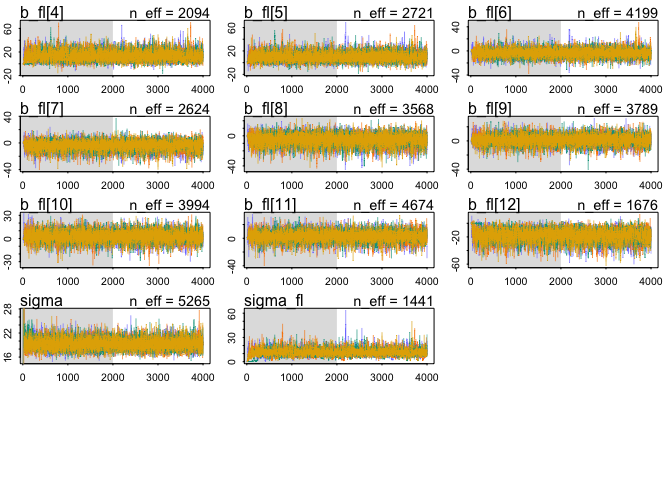 b_fl[4] n_eff = 2094 b_fl[5] n_eff = 2721 b_fl[6] n_eff = 4199
-20 20 60 -20 20 60 -40 0 40
0 1000 2000 3000 4000 0 1000 2000 3000 4000 0 1000 2000 3000 4000
b_fl[7] n_eff = 2624 b_fl[8] n_eff = 3568 b_fl[9] n_eff = 3789
-40 0 40 -40 0 -40 0
0 1000 2000 3000 4000 0 1000 2000 3000 4000 0 1000 2000 3000 4000
b_fl[10] n_eff = 3994 b_fl[11] n_eff = 4674 b_fl[12] n_eff = 1676
-30 0 30 -40 0 -60 -20
0 1000 2000 3000 4000 0 1000 2000 3000 4000 0 1000 2000 3000 4000
sigma n_eff = 5265 sigma_fl n_eff = 1441
16 22 28 0 30 60
0 1000 2000 3000 4000 0 1000 2000 3000 4000